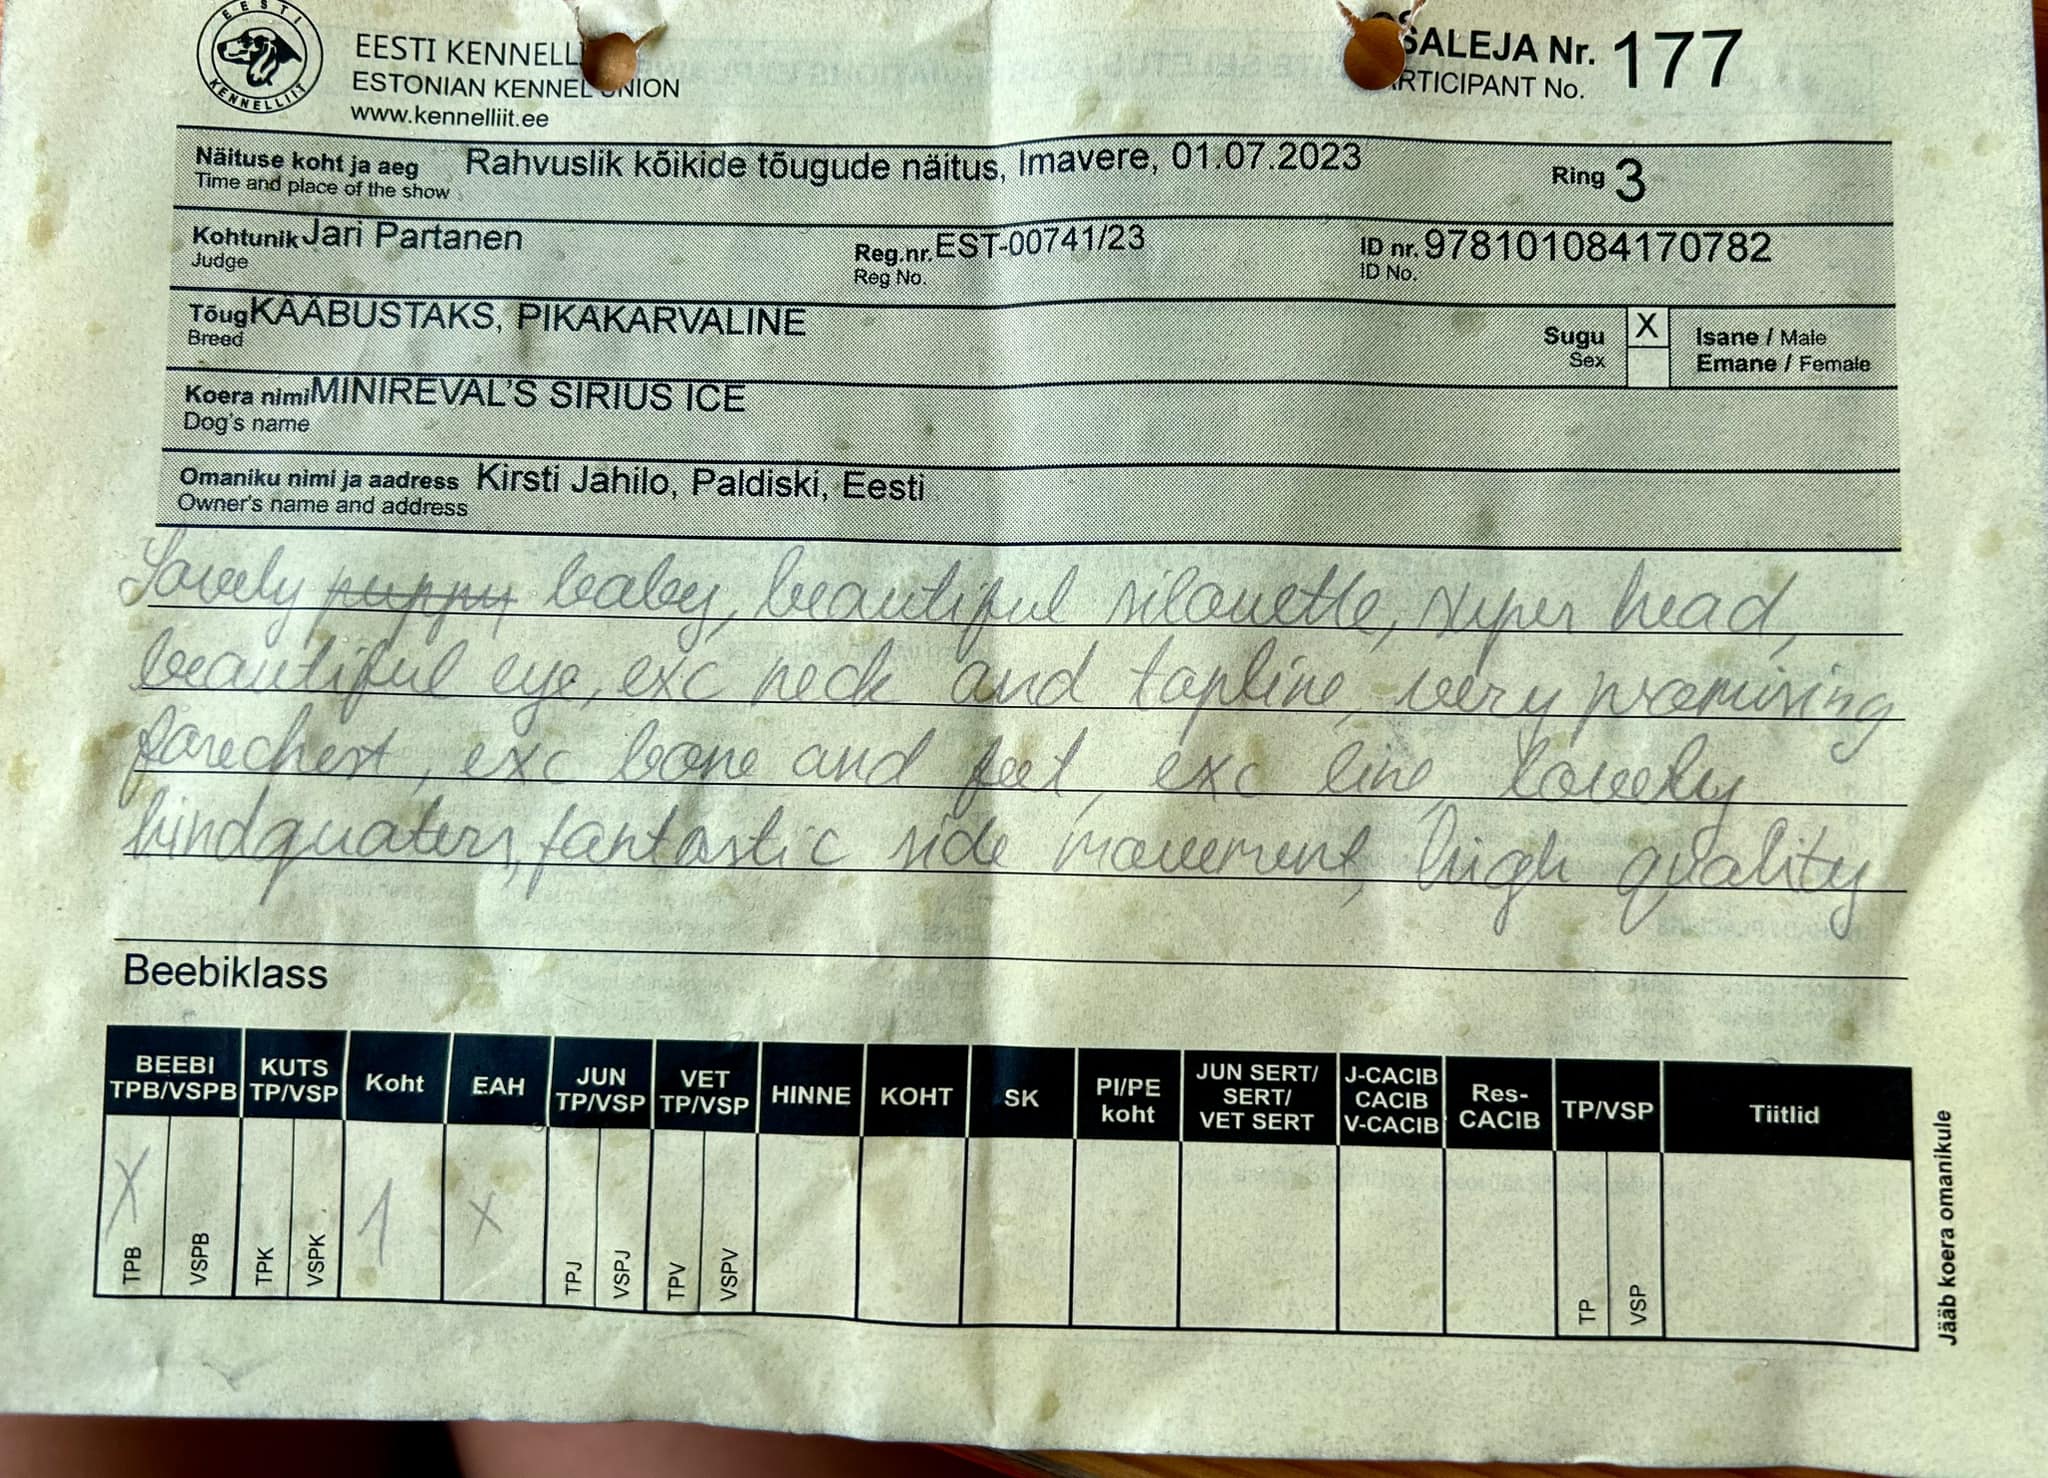 EESTI KENNELLIIT
EESTI KENNELLI
ESTONIAN KENNEL UNION
www.kennelliit.ee
OSALEJA Nr. 177
PARTICIPANT No.
Näituse koht ja aeg Rahvuslik kõikide tõugude näitus, Imavere, 01.07.2023 Ring 3
Time and place of the show
Kohtunik Jari Partanen Reg.nr. EST-00741/23 ID nr. 978101084170782
Judge Reg No. ID No.
Tõug KÄÄBUSTAKS, PIKAKARVALINE Sugu X Isane / Male
Breed Sex Emane / Female
Koera nimi MINIREVAL'S SIRIUS ICE
Dog's name
Omaniku nimi ja aadress Kirsti Jahilo, Paldiski, Eesti
Owner's name and address
Lovely puppy baby, beautiful silouette, super head,
beautiful eye, exc neck and topline, very promising
forechest, exc bone and feet, exc line, lovely
hindquaters, fantastic side movement, high quality
Beebiklass
BEEBI TPB/VSPB KUTS TP/VSP Koht EAH JUN TP/VSP VET TP/VSP HINNE KOHT SK PI/PE koht JUN SERT/ SERT/ VET SERT J-CACIB CACIB V-CACIB Res-CACIB TP/VSP Tiitlid
X 1 x
TPB VSPB TPK VSPK TPJ VSPJ TPV VSPV TP VSP
Jääb koera omanikule